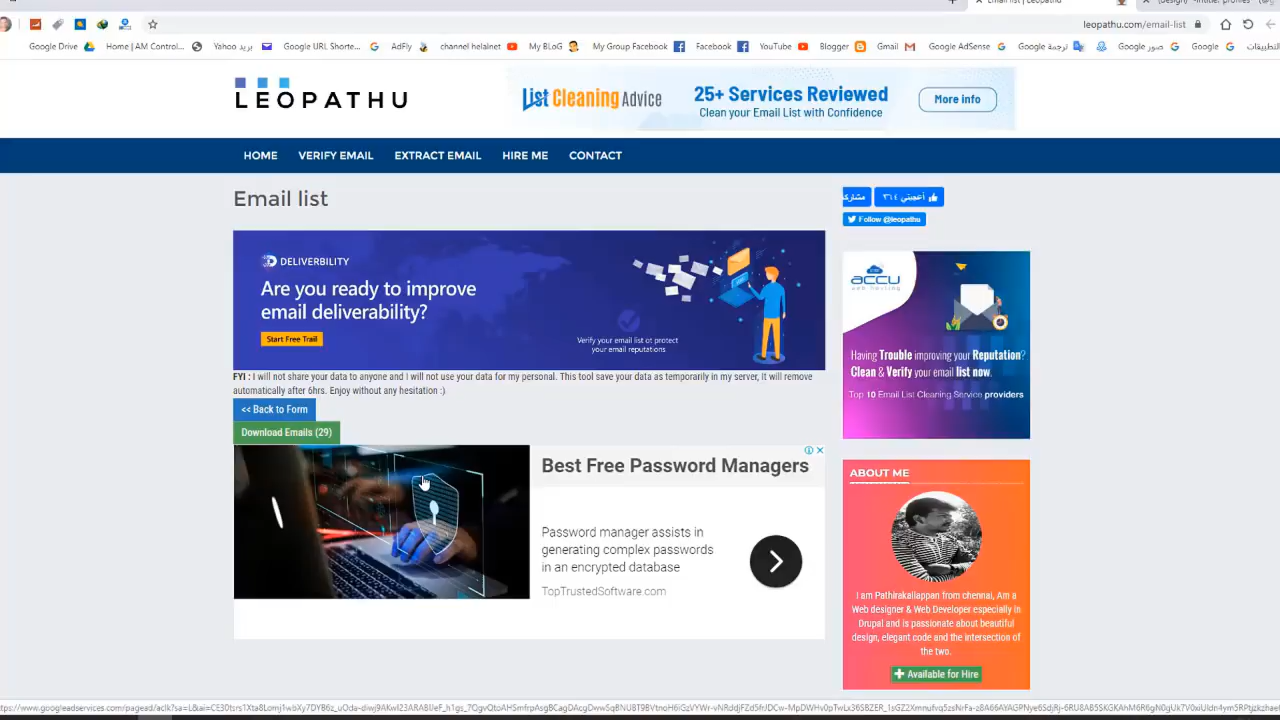 Email list | Leopathu
leopathu.com/email-list
Google Drive
Home | AM Control...
Yahoo بريد
Google URL Shorte...
AdFly
channel helalnet
My BLoG
My Group Facebook
Facebook
YouTube
Blogger
Gmail
Google AdSense
ترجمة Google
صور Google
Google
التطبيقات
LEOPATHU
List Cleaning Advice
25+ Services Reviewed
Clean your Email List with Confidence
More info
HOME
VERIFY EMAIL
EXTRACT EMAIL
HIRE ME
CONTACT
Email list
DELIVERBILITY
Are you ready to improve
email deliverability?
Start Free Trail
Verify your email list ot protect
your email reputations
FYI : I will not share your data to anyone and I will not use your data for my personal. This tool save your data as temporarily in my server, it will remove
automatically after 6hrs. Enjoy without any hesitation :)
<< Back to Form
Download Emails (29)
Best Free Password Managers
Password manager assists in
generating complex passwords
in an encrypted database
TopTrustedSoftware.com
أعجبني ٣١٤
Follow @leopathu
accu
web hosting
Having Trouble improving your Reputation?
Clean & Verify your email list now.
Top 10 Email List Cleaning Service providers
ABOUT ME
I am Pathirakaliappan from chennai, Am a
Web designer & Web Developer especially in
Drupal and is passionate about beautiful
design, elegant code and the intersection of
the two.
Available for Hire